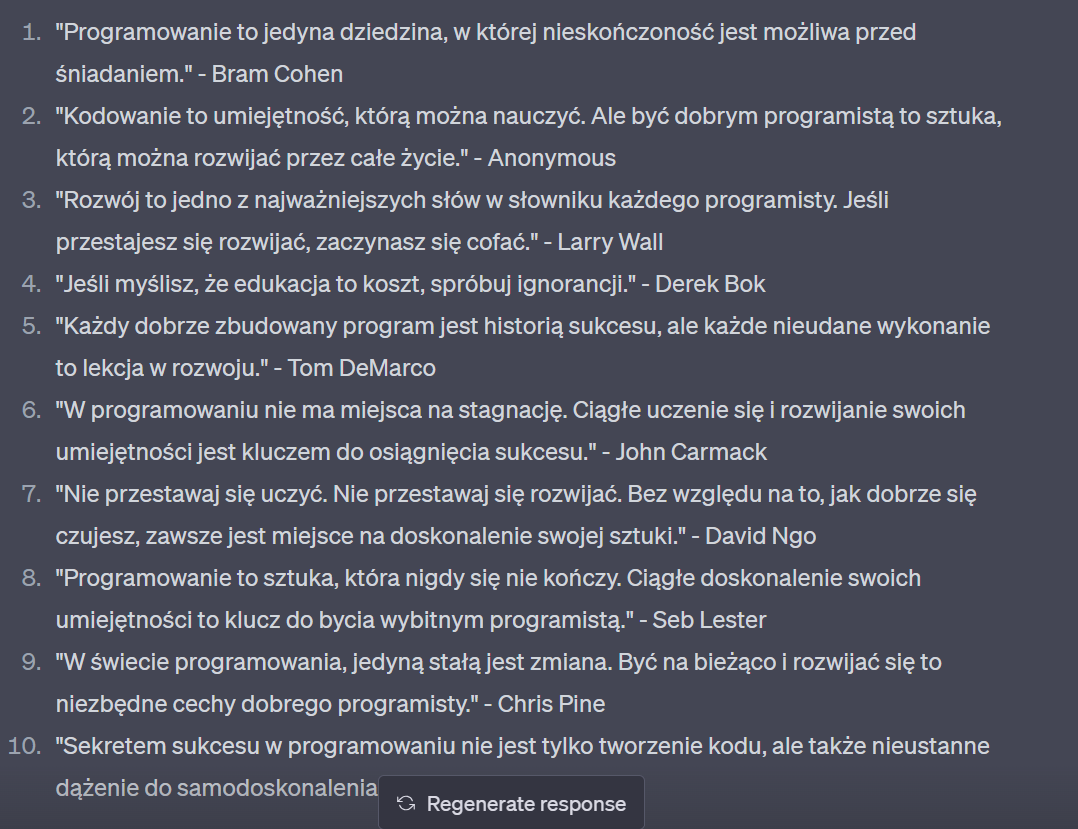 1. "Programowanie to jedyna dziedzina, w której nieskończoność jest możliwa przed
śniadaniem." - Bram Cohen
2. "Kodowanie to umiejętność, którą można nauczyć. Ale być dobrym programistą to sztuka,
którą można rozwijać przez całe życie." - Anonymous
3. "Rozwój to jedno z najważniejszych słów w słowniku każdego programisty. Jeśli
przestajesz się rozwijać, zaczynasz się cofać." - Larry Wall
4. "Jeśli myślisz, że edukacja to koszt, spróbuj ignorancji." - Derek Bok
5. "Każdy dobrze zbudowany program jest historią sukcesu, ale każde nieudane wykonanie
to lekcja w rozwoju." - Tom DeMarco
6. "W programowaniu nie ma miejsca na stagnację. Ciągłe uczenie się i rozwijanie swoich
umiejętności jest kluczem do osiągnięcia sukcesu." - John Carmack
7. "Nie przestawaj się uczyć. Nie przestawaj się rozwijać. Bez względu na to, jak dobrze się
czujesz, zawsze jest miejsce na doskonalenie swojej sztuki." - David Ngo
8. "Programowanie to sztuka, która nigdy się nie kończy. Ciągłe doskonalenie swoich
umiejętności to klucz do bycia wybitnym programistą." - Seb Lester
9. "W świecie programowania, jedyną stałą jest zmiana. Być na bieżąco i rozwijać się to
niezbędne cechy dobrego programisty." - Chris Pine
10. "Sekretem sukcesu w programowaniu nie jest tylko tworzenie kodu, ale także nieustanne
dążenie do samodoskonalenia
Regenerate response